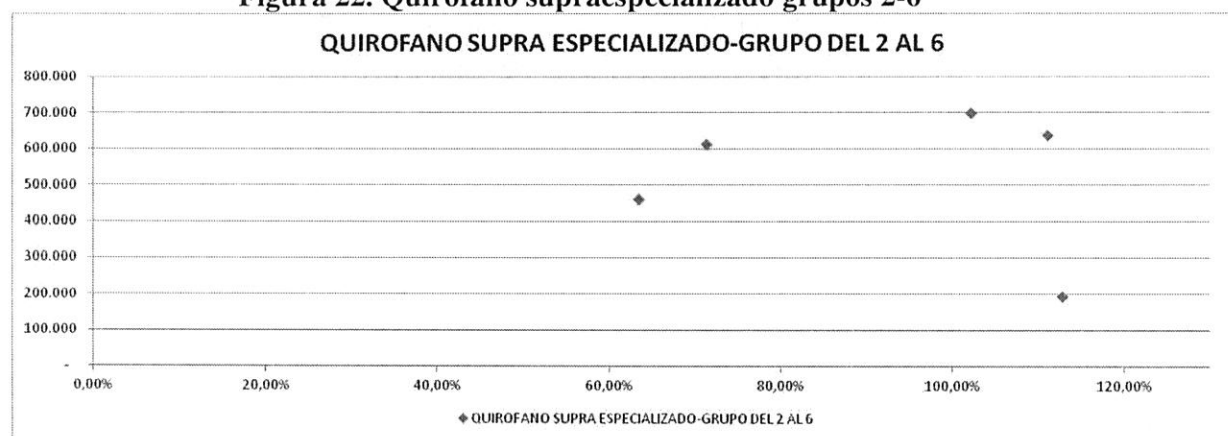 Figura 22. Quirófano supraespecializado grupos 2-6
QUIROFANO SUPRA ESPECIALIZADO-GRUPO DEL 2 AL 6
800.000
700.000
600.000
500.000
400.000
300.000
200.000
100.000
-
0,00% 20,00% 40,00% 60,00% 80,00% 100,00% 120,00%
QUIROFANO SUPRA ESPECIALIZADO-GRUPO DEL 2 AL 6